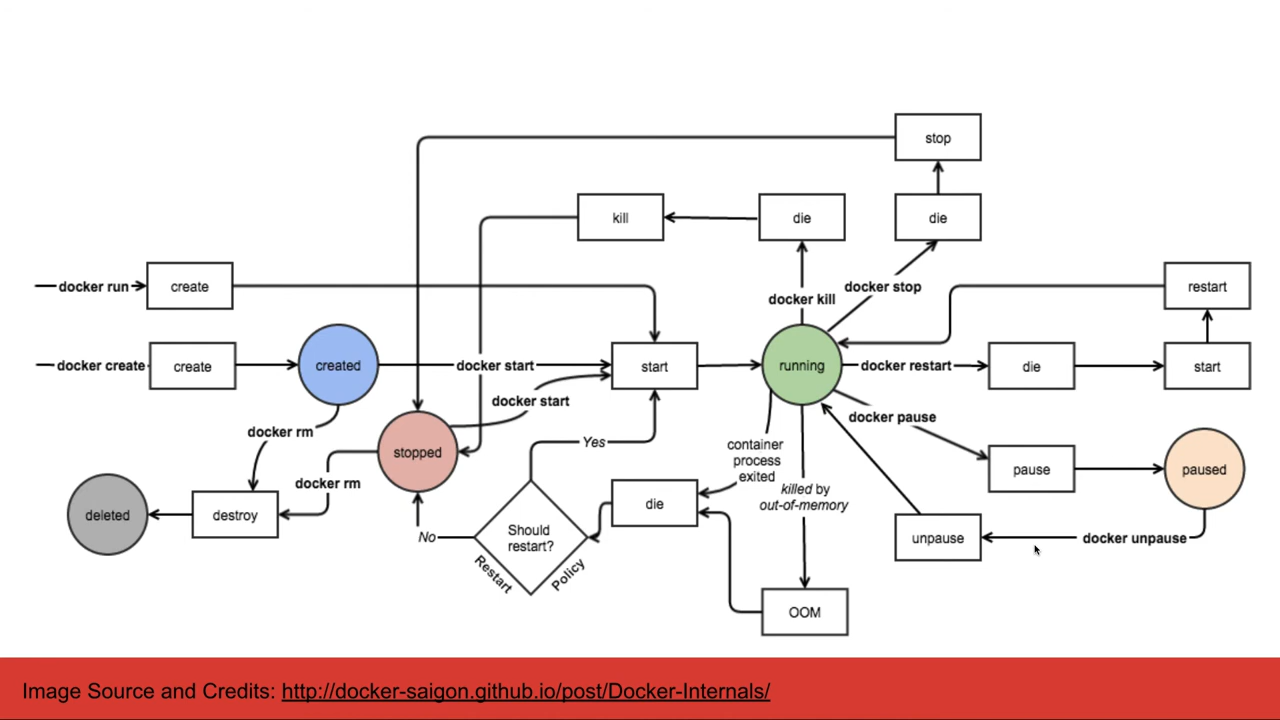 stop
kill
die
die
docker run
create
docker kill
docker stop
restart
docker create
create
created
docker start
start
running
docker restart
die
start
docker start
docker pause
docker rm
stopped
Yes
container
process
exited
pause
paused
docker rm
killed by
out-of-memory
deleted
destroy
die
No
Should
restart?
Restart
Policy
unpause
docker unpause
OOM
Image Source and Credits: http://docker-saigon.github.io/post/Docker-Internals/